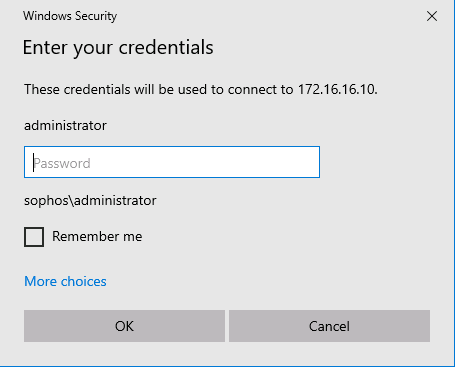 Windows Security
Enter your credentials
These credentials will be used to connect to 172.16.16.10.
administrator
Password
sophos\administrator
Remember me
More choices
OK
Cancel